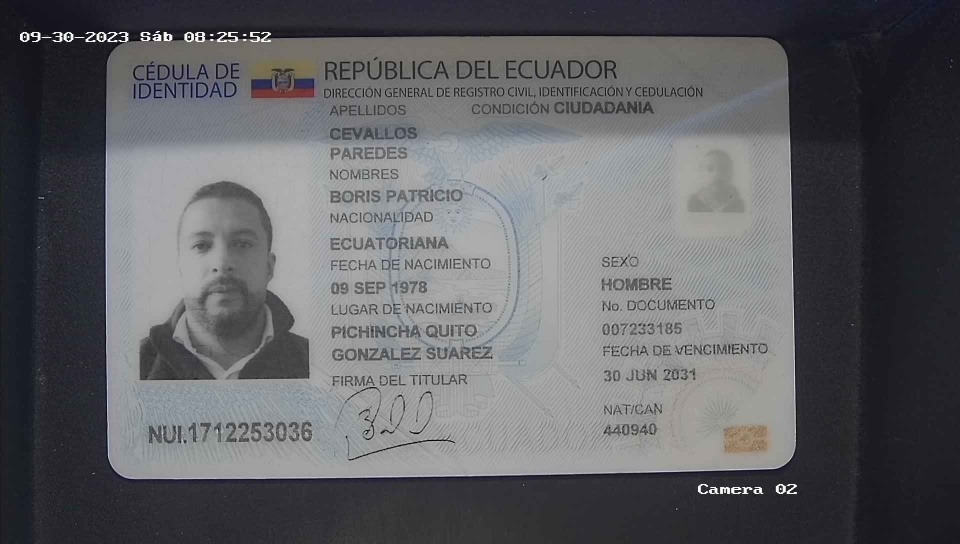 09-30-2023 Sáb 08:25:52
CÉDULA DE
IDENTIDAD
REPÚBLICA DEL ECUADOR
DIRECCIÓN GENERAL DE REGISTRO CIVIL, IDENTIFICACIÓN Y CEDULACIÓN
APELLIDOS
CONDICIÓN CIUDADANIA
CEVALLOS
PAREDES
NOMBRES
BORIS PATRICIO
NACIONALIDAD
ECUATORIANA
FECHA DE NACIMIENTO
09 SEP 1978
LUGAR DE NACIMIENTO
PICHINCHA QUITO
GONZALEZ SUAREZ
FIRMA DEL TITULAR
SEXO
HOMBRE
No. DOCUMENTO
007233185
FECHA DE VENCIMIENTO
30 JUN 2031
NAT/CAN
440940
NUI.1712253036
Camera 02